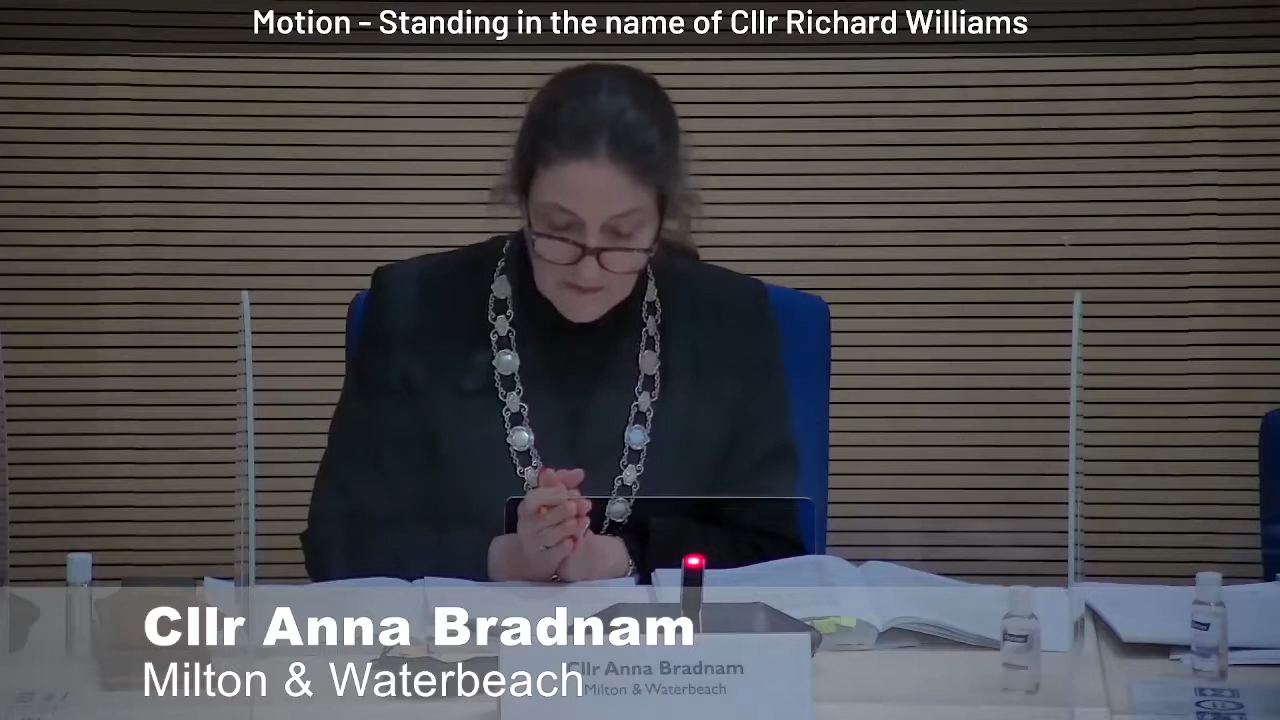 Motion - Standing in the name of Cllr Richard Williams
Cllr Anna Bradnam
Milton & Waterbeach
Cllr Anna Bradnam
Milton & Waterbeach